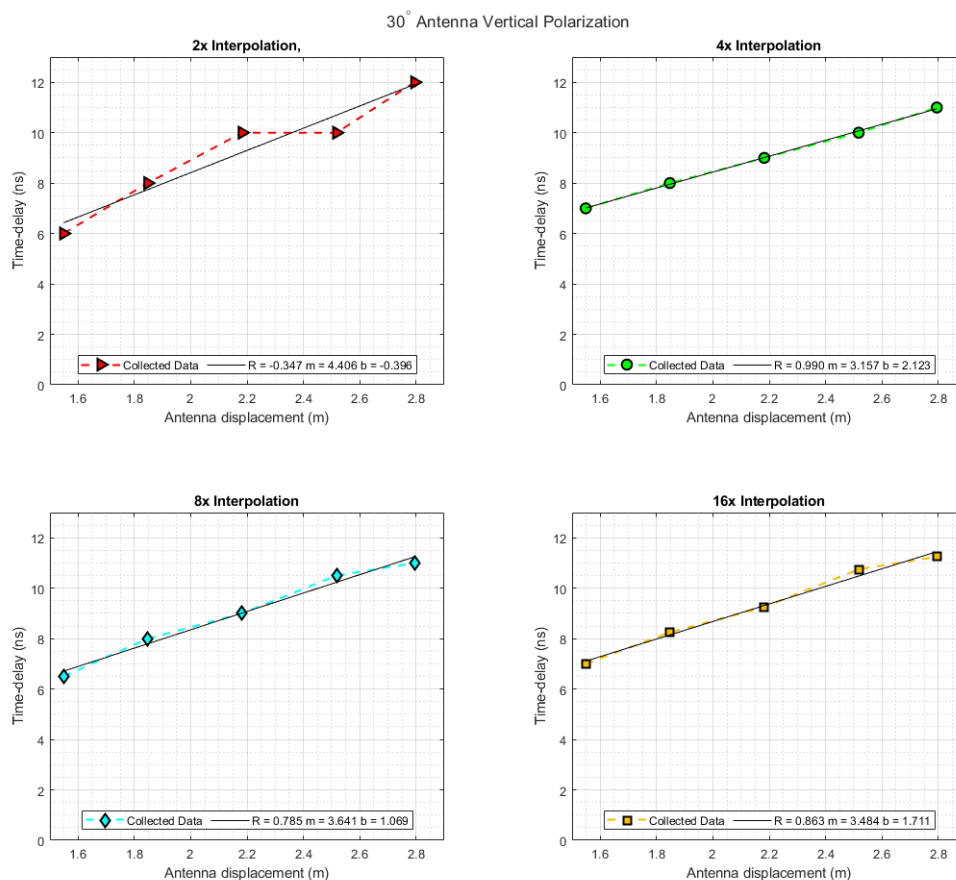 30° Antenna Vertical Polarization
2x Interpolation,
12
10
8
6
4
2
0
Time-delay (ns)
Collected Data R = -0.347 m = 4.406 b = -0.396
1.6 1.8 2 2.2 2.4 2.6 2.8
Antenna displacement (m)
4x Interpolation
12
10
8
6
4
2
0
Time-delay (ns)
Collected Data R = 0.990 m = 3.157 b = 2.123
1.6 1.8 2 2.2 2.4 2.6 2.8
Antenna displacement (m)
8x Interpolation
12
10
8
6
4
2
0
Time-delay (ns)
Collected Data R = 0.785 m = 3.641 b = 1.069
1.6 1.8 2 2.2 2.4 2.6 2.8
Antenna displacement (m)
16x Interpolation
12
10
8
6
4
2
0
Time-delay (ns)
Collected Data R = 0.863 m = 3.484 b = 1.711
1.6 1.8 2 2.2 2.4 2.6 2.8
Antenna displacement (m)